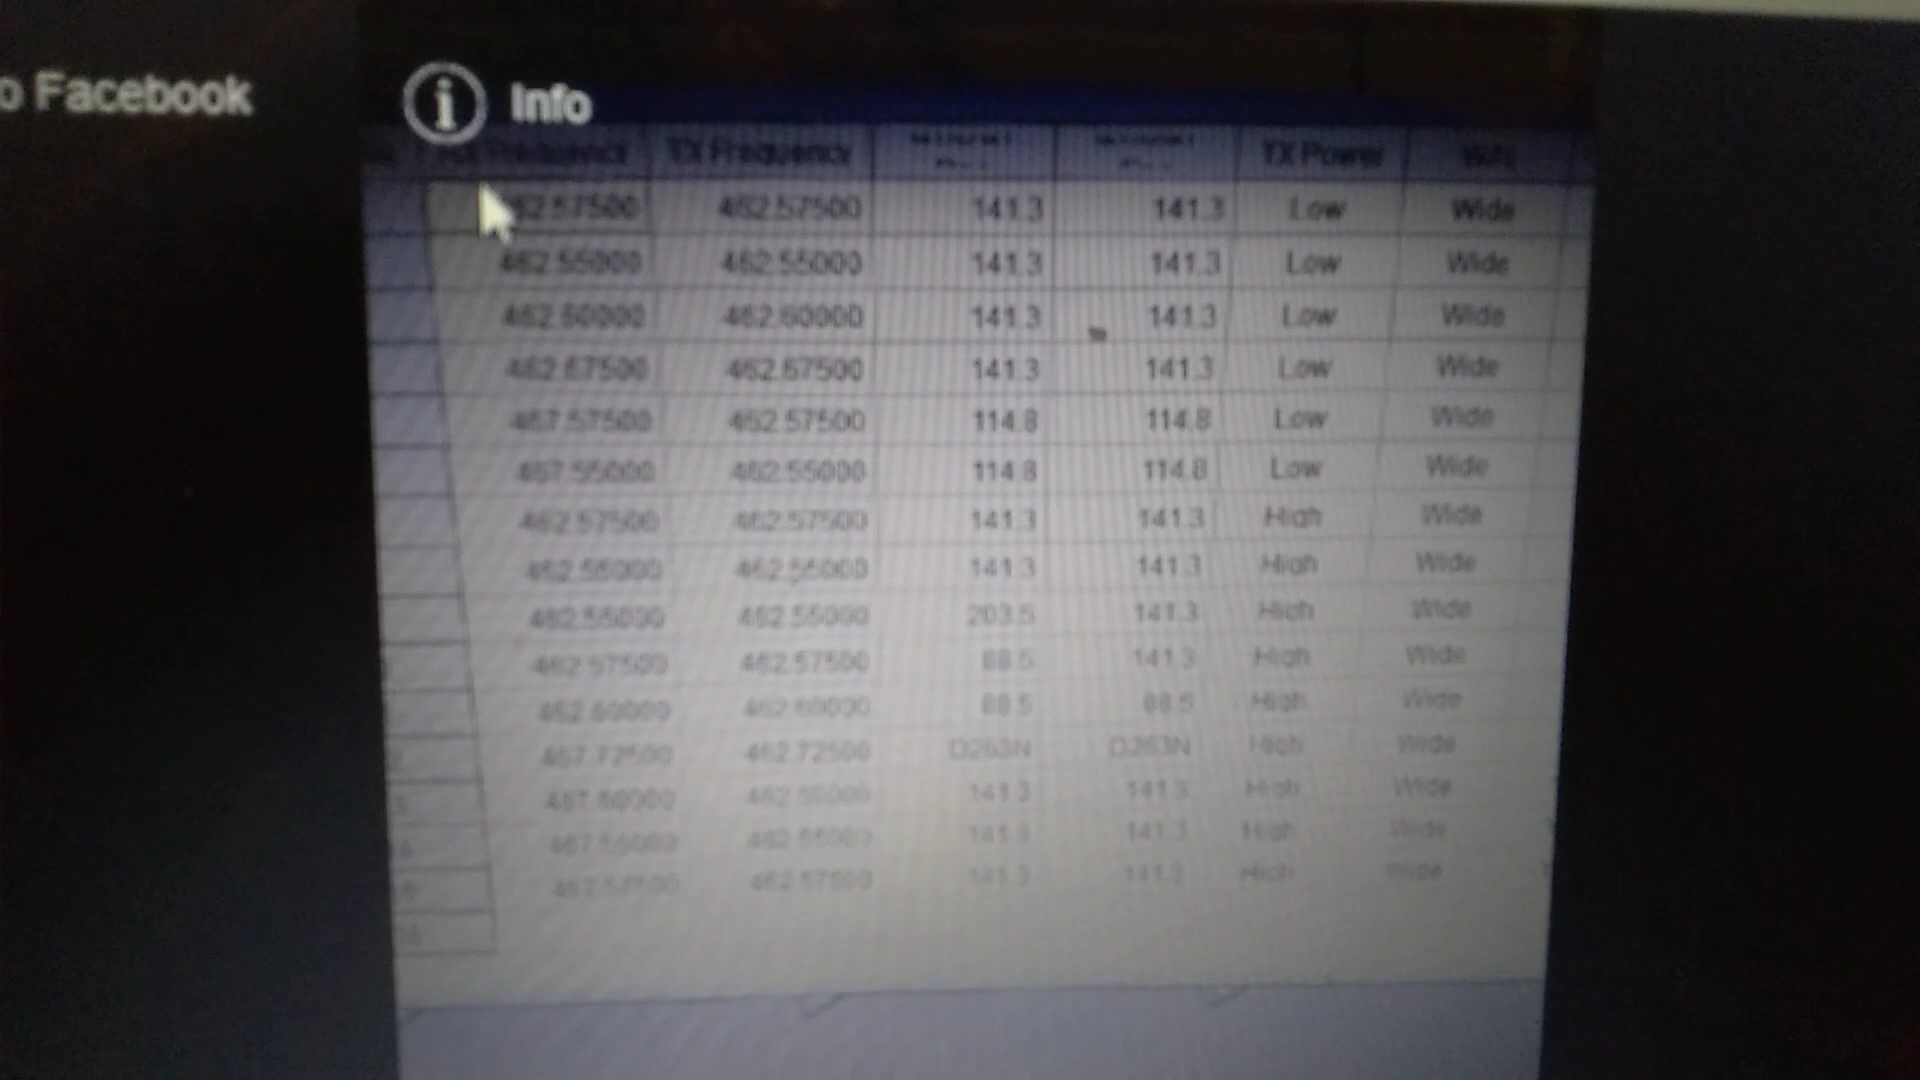 o Facebook
Info
Frequency TX Frequency TX Power W/N
62.57500 462.57500 141.3 141.3 Low Wide
462.55000 462.55000 141.3 141.3 Low Wide
462.60000 462.60000 141.3 141.3 Low Wide
462.67500 462.67500 141.3 141.3 Low Wide
467.57500 462.57500 114.8 114.8 Low Wide
467.55000 462.55000 114.8 114.8 Low Wide
462.57500 462.57500 141.3 141.3 High Wide
462.55000 462.55000 141.3 141.3 High Wide
462.55000 462.55000 203.5 141.3 High Wide
462.57500 462.57500 88.5 141.3 High Wide
462.60000 462.60000 88.5 88.5 High Wide
467.72500 462.72500 D263N D263N High Wide
467.60000 141.3 141.3 High Wide
467.55000 462.55000 141.3 141.3 High Wide
467.57500 462.57500 141.3 141.3 High Wide